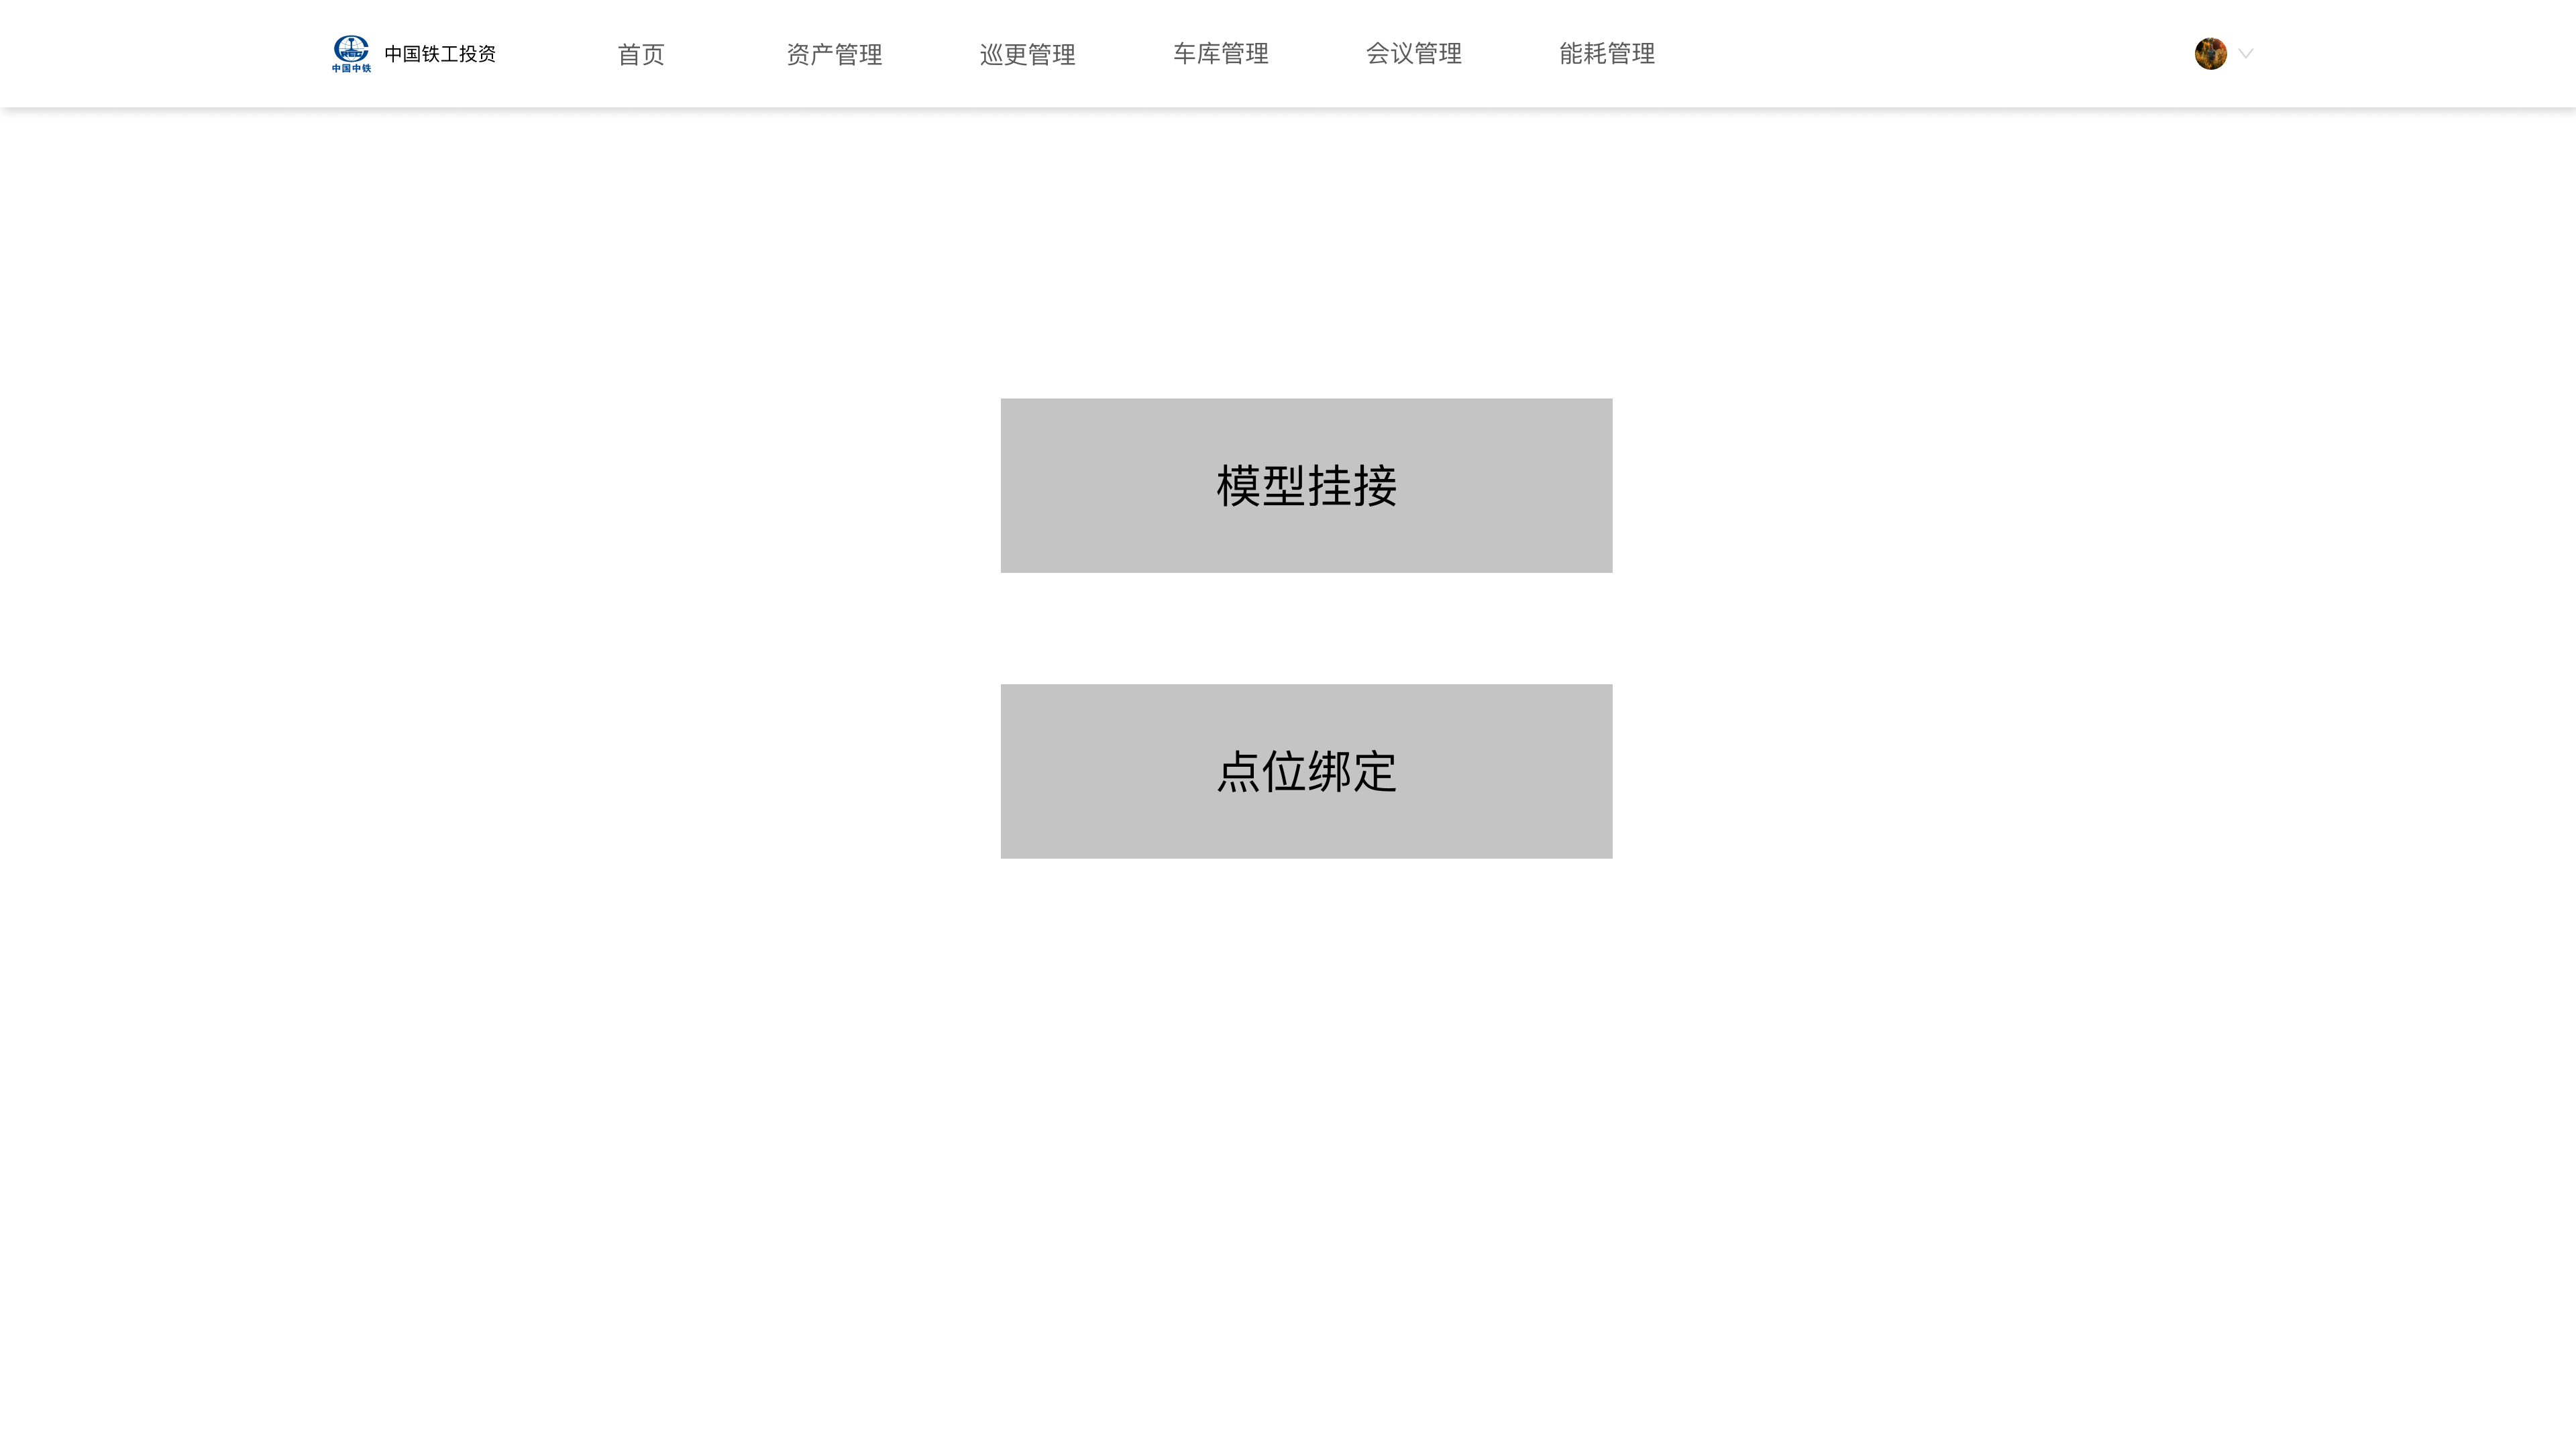 中国中铁
中国铁工投资
首页
资产管理
巡更管理
车库管理
会议管理
能耗管理
模型挂接
点位绑定